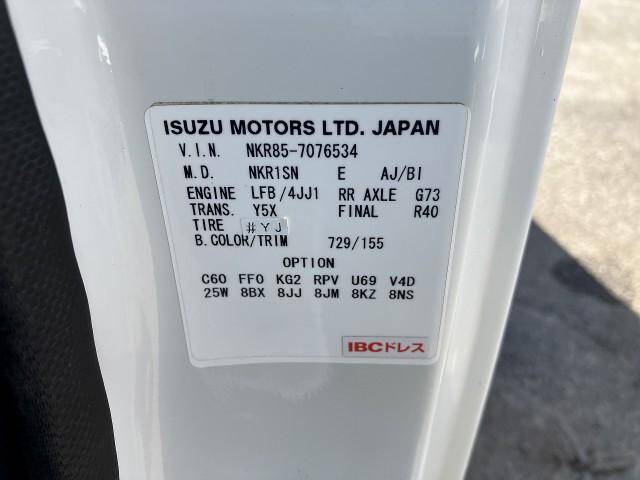 ISUZU MOTORS LTD. JAPAN
V.I.N. NKR85-7076534
M.D. NKR1SN E AJ/BI
ENGINE LFB/4JJ1 RR AXLE G73
TRANS. Y5X FINAL R40
TIRE #YJ
B.COLOR/TRIM 729/155
OPTION
C60 FF0 KG2 RPV U69 V4D
25W 8BX 8JJ 8JM 8KZ 8NS
IBCドレス